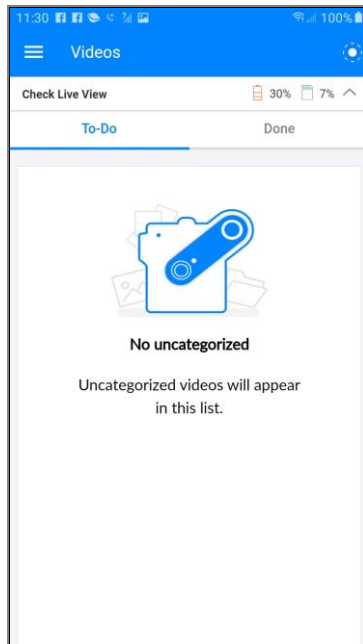 11:30 100%
Videos
Check Live View 30% 7%
To-Do Done
No uncategorized
Uncategorized videos will appear
in this list.